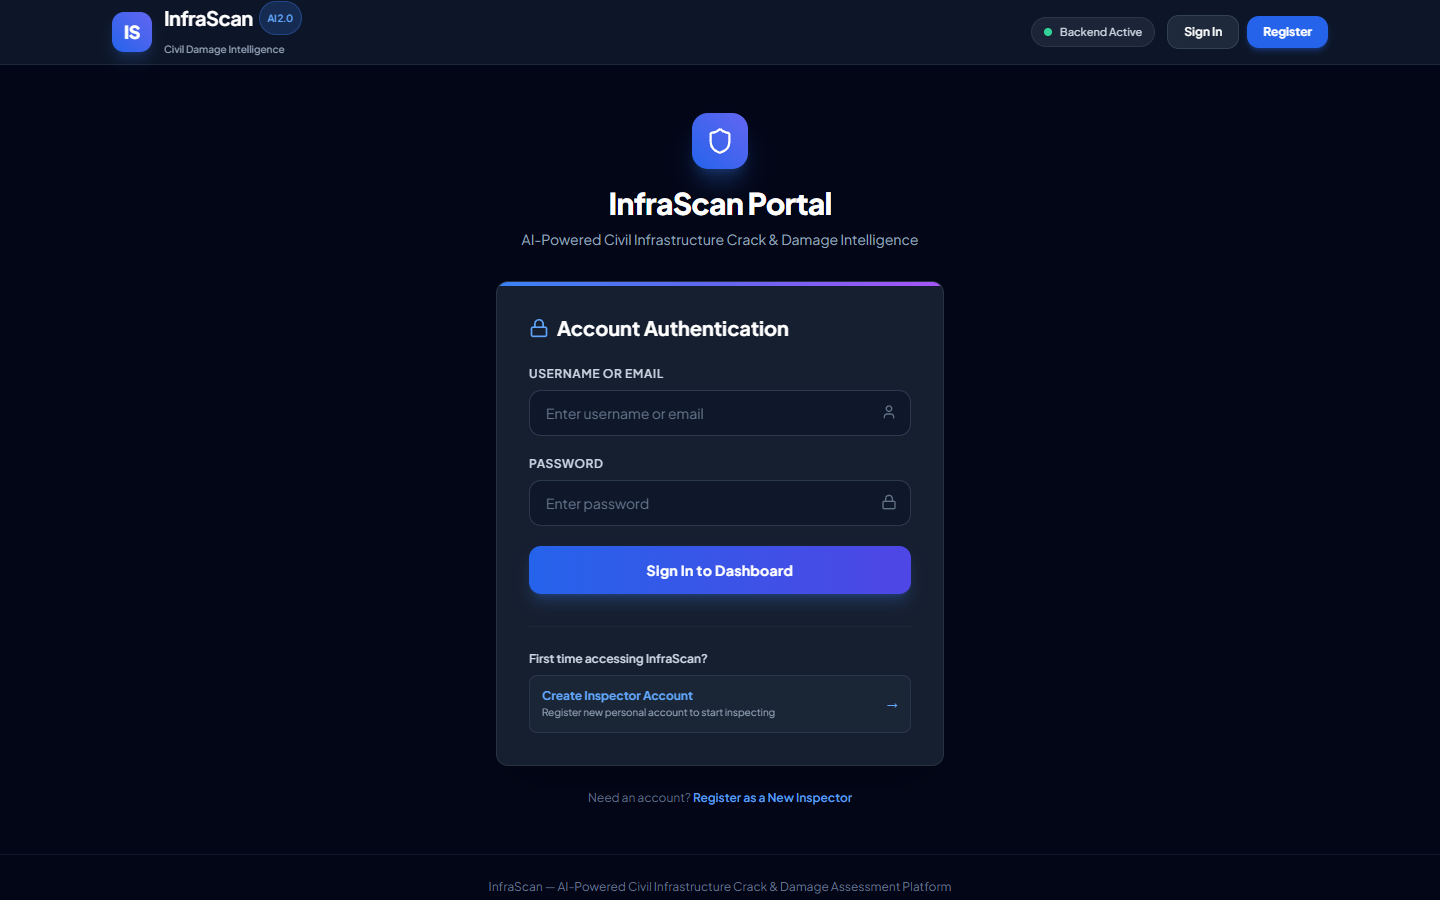 IS
InfraScan AI 2.0
Civil Damage Intelligence
Backend Active
Sign In
Register
InfraScan Portal
AI-Powered Civil Infrastructure Crack & Damage Intelligence
Account Authentication
USERNAME OR EMAIL
Enter username or email
PASSWORD
Enter password
Sign In to Dashboard
First time accessing InfraScan?
Create Inspector Account
Register new personal account to start inspecting
→
Need an account? Register as a New Inspector
InfraScan — AI-Powered Civil Infrastructure Crack & Damage Assessment Platform